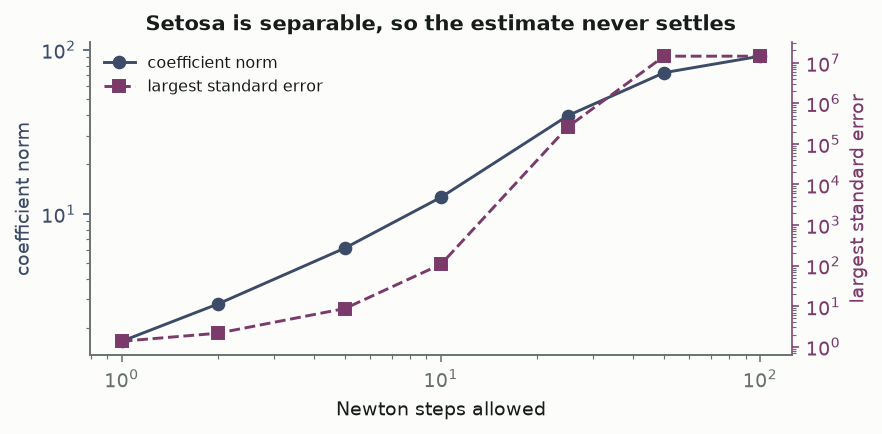 Setosa is separable, so the estimate never settles
coefficient norm
largest standard error
coefficient norm
10²
10¹
10⁷
10⁶
10⁵
10⁴
10³
10²
10¹
10⁰
largest standard error
10⁰
10¹
10²
Newton steps allowed